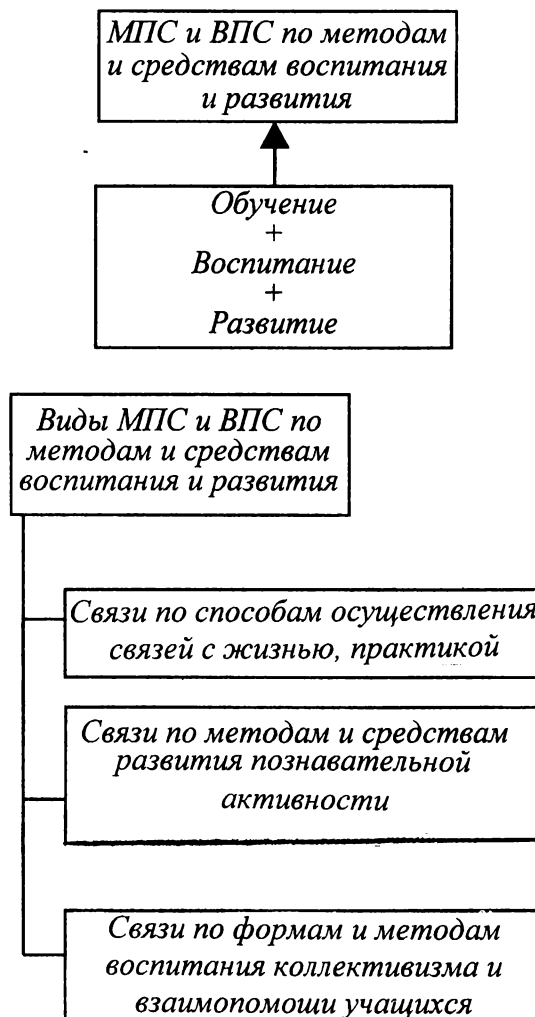 МПС и ВПС по методам
и средствам воспитания
и развития
Обучение
+
Воспитание
+
Развитие
Виды МПС и ВПС по
методам и средствам
воспитания и развития
Связи по способам осуществления
связей с жизнью, практикой
Связи по методам и средствам
развития познавательной
активности
Связи по формам и методам
воспитания коллективизма и
взаимопомощи учащихся